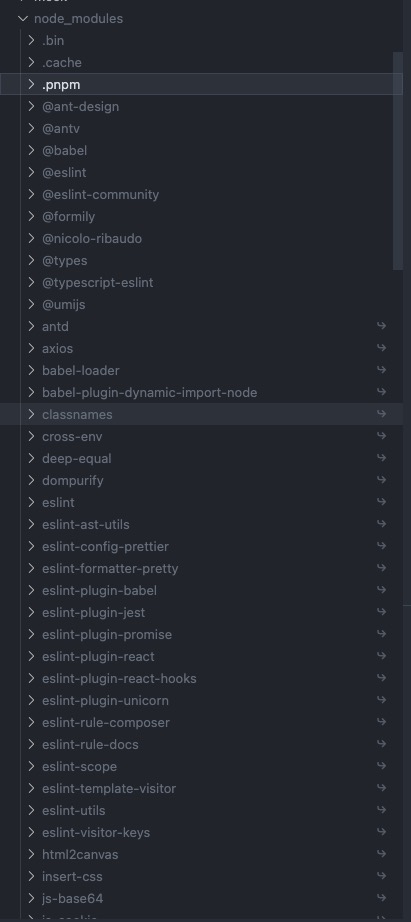 node_modules
.bin
.cache
.pnpm
@ant-design
@antv
@babel
@eslint
@eslint-community
@formily
@nicolo-ribaudo
@types
@typescript-eslint
@umijs
antd
axios
babel-loader
babel-plugin-dynamic-import-node
classnames
cross-env
deep-equal
dompurify
eslint
eslint-ast-utils
eslint-config-prettier
eslint-formatter-pretty
eslint-plugin-babel
eslint-plugin-jest
eslint-plugin-promise
eslint-plugin-react
eslint-plugin-react-hooks
eslint-plugin-unicorn
eslint-rule-composer
eslint-rule-docs
eslint-scope
eslint-template-visitor
eslint-utils
eslint-visitor-keys
html2canvas
insert-css
js-base64